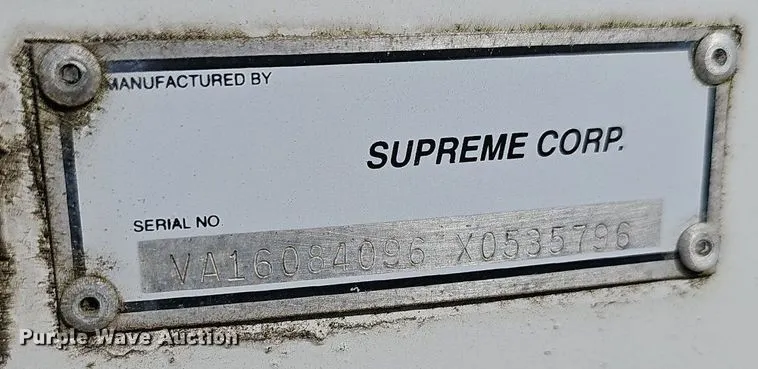 MANUFACTURED BY
SUPREME CORP.
SERIAL NO
VA16084096 X0535796
Purple Wave Auction